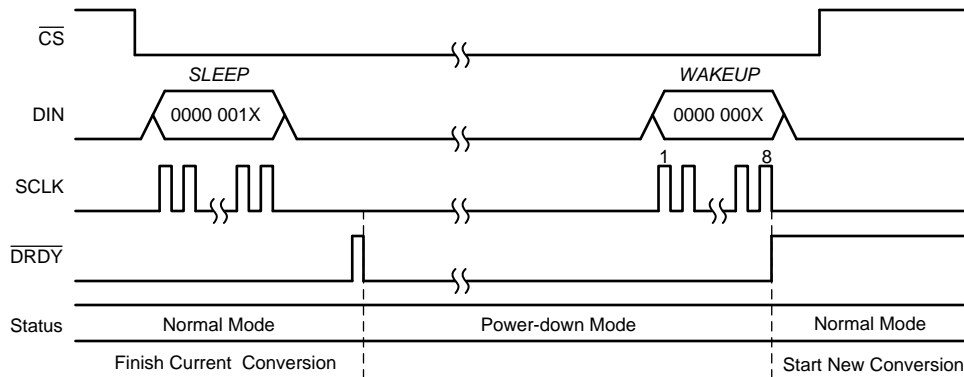 CS
SLEEP
WAKEUP
DIN
0000 001X
0000 000X
1
8
SCLK
DRDY
Status
Normal Mode
Power-down Mode
Normal Mode
Finish Current Conversion
Start New Conversion